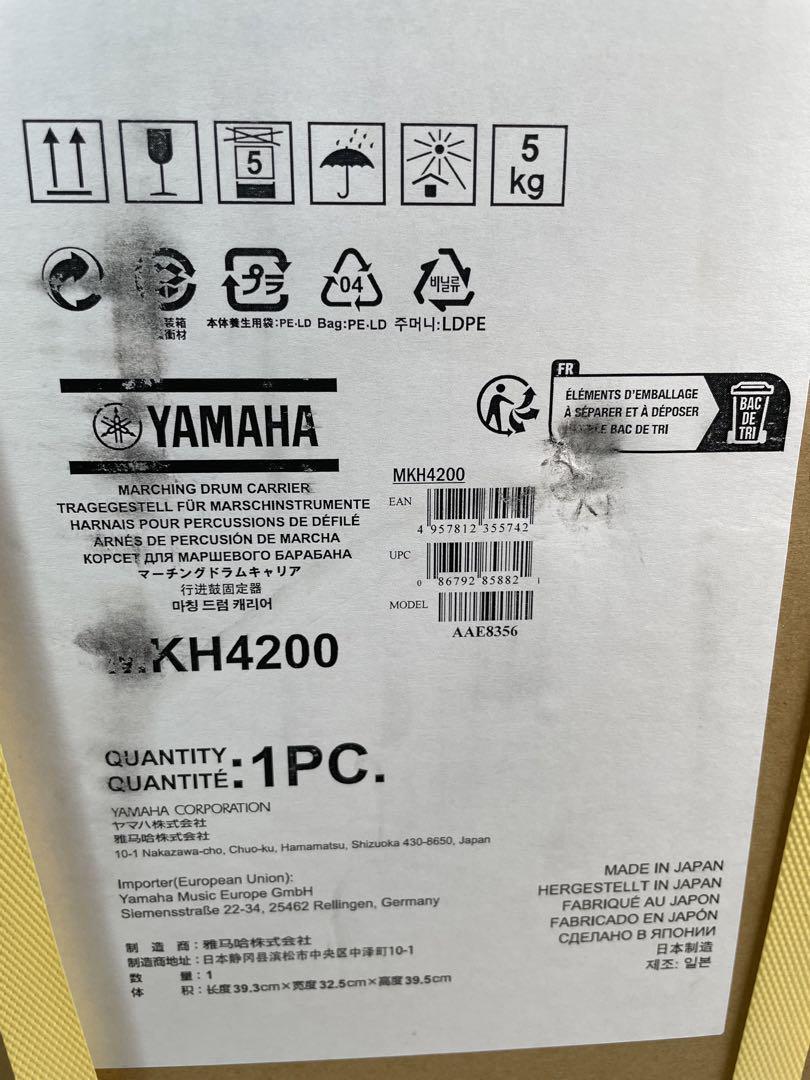 5
5
kg
プラ
04
비닐류
装箱
衝材
本体養生用袋:PE-LD Bag:PE-LD 주머니:LDPE
FR
ÉLÉMENTS D'EMBALLAGE
À SÉPARER ET À DÉPOSER
LE BAC DE TRI
BAC
DE
TRI
YAMAHA
MARCHING DRUM CARRIER
TRAGEGESTELL FÜR MARSCHINSTRUMENTE
HARNAIS POUR PERCUSSIONS DE DÉFILÉ
ARNÉS DE PERCUSIÓN DE MARCHA
КОРСЕТ ДЛЯ МАРШЕВОГО БАРАБАНА
マーチングドラムキャリア
行进鼓固定器
마칭 드럼 캐리어
MKH4200
MKH4200
EAN
4 957812 355742
UPC
0 86792 85882 1
MODEL
AAE8356
QUANTITY
QUANTITÉ:1PC.
YAMAHA CORPORATION
ヤマハ株式会社
雅马哈株式会社
10-1 Nakazawa-cho, Chuo-ku, Hamamatsu, Shizuoka 430-8650, Japan
Importer(European Union):
Yamaha Music Europe GmbH
Siemensstraße 22-34, 25462 Rellingen, Germany
制 造 商：雅马哈株式会社
制造商地址：日本静冈县滨松市中央区中泽町10-1
数 量：1
体 积：长度39.3cm×宽度32.5cm×高度39.5cm
MADE IN JAPAN
HERGESTELLT IN JAPAN
FABRIQUÉ AU JAPON
FABRICADO EN JAPÓN
СДЕЛАНО В ЯПОНИИ
日本制造
제조: 일본